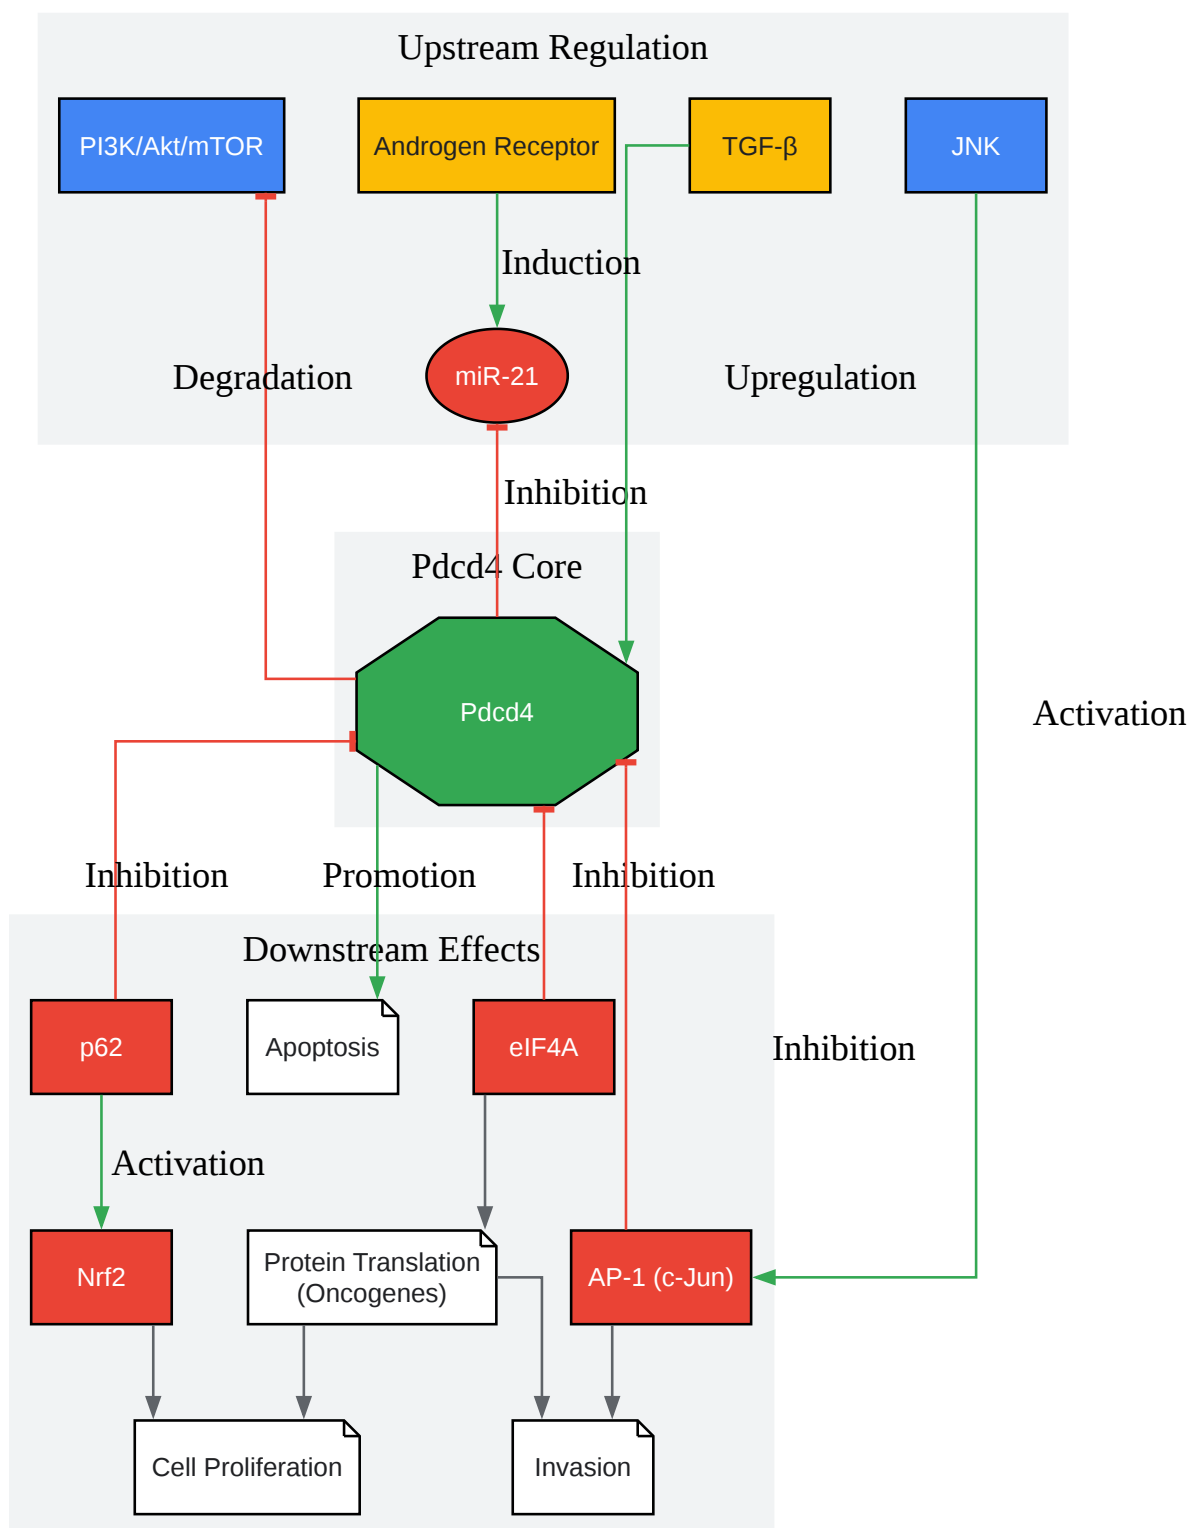 Upstream Regulation
PI3K/Akt/mTOR
Androgen Receptor
TGF-β
JNK
Induction
Degradation
miR-21
Upregulation
Inhibition
Pdcd4 Core
Pdcd4
Activation
Inhibition
Promotion
Inhibition
Downstream Effects
p62
Apoptosis
eIF4A
Inhibition
Activation
Nrf2
Protein Translation
(Oncogenes)
AP-1 (c-Jun)
Cell Proliferation
Invasion